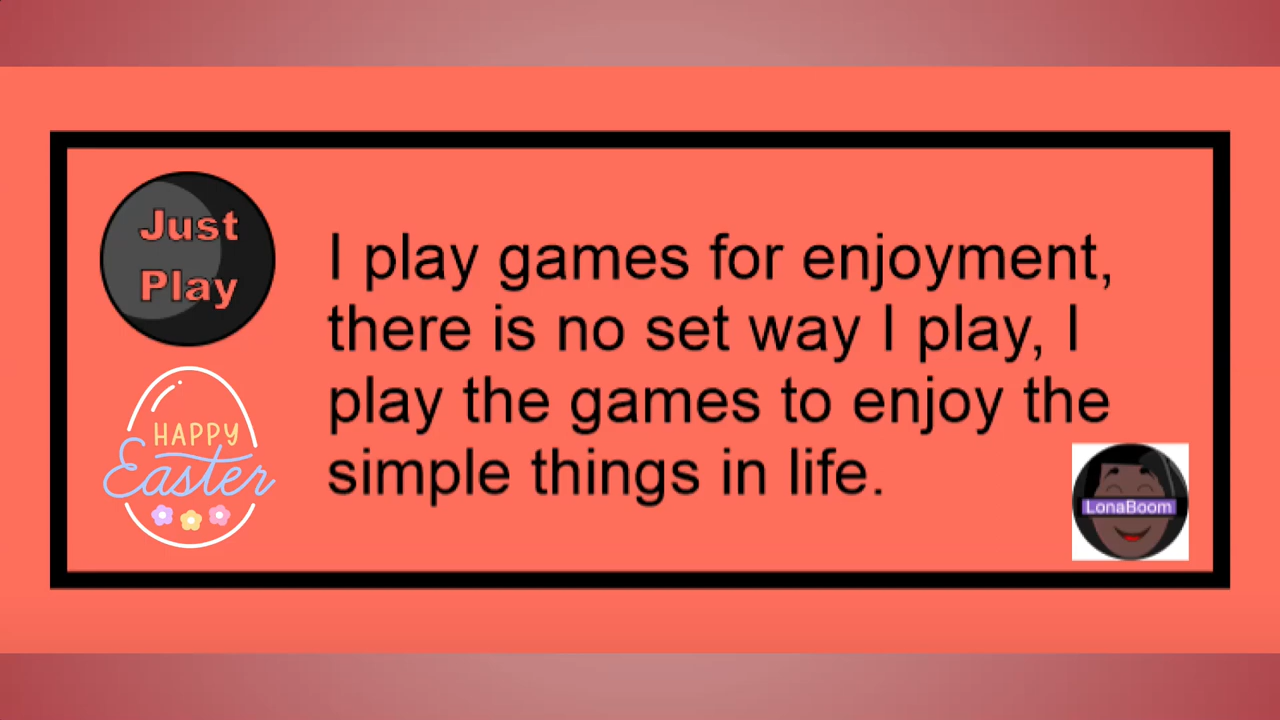 Just
Play
HAPPY
Easter
I play games for enjoyment,
there is no set way I play, I
play the games to enjoy the
simple things in life.
LonaBoom